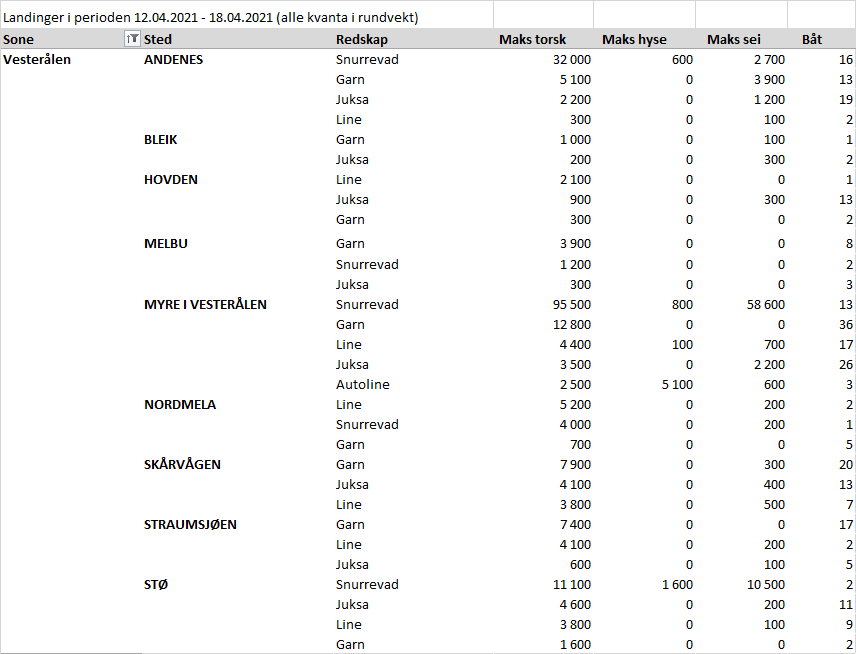 Landinger i perioden 12.04.2021 - 18.04.2021 (alle kvanta i rundvekt)
Sone Sted Redskap Maks torsk Maks hyse Maks sei Båt
Vesterålen ANDENES Snurrevad 32 000 600 2 700 16
Garn 5 100 0 3 900 13
Juksa 2 200 0 1 200 19
Line 300 0 100 2
BLEIK Garn 1 000 0 100 1
Juksa 200 0 300 2
HOVDEN Line 2 100 0 0 1
Juksa 900 0 300 13
Garn 300 0 0 2
MELBU Garn 3 900 0 0 8
Snurrevad 1 200 0 0 2
Juksa 300 0 0 3
MYRE I VESTERÅLEN Snurrevad 95 500 800 58 600 13
Garn 12 800 0 0 36
Line 4 400 100 700 17
Juksa 3 500 0 2 200 26
Autoline 2 500 5 100 600 3
NORDMELA Line 5 200 0 200 2
Snurrevad 4 000 0 200 1
Garn 700 0 0 5
SKÅRVÅGEN Garn 7 900 0 300 20
Juksa 4 100 0 400 13
Line 3 800 0 500 7
STRAUMSJØEN Garn 7 400 0 0 17
Line 4 100 0 200 2
Juksa 600 0 100 5
STØ Snurrevad 11 100 1 600 10 500 2
Juksa 4 600 0 200 11
Line 3 800 0 100 9
Garn 1 600 0 0 2